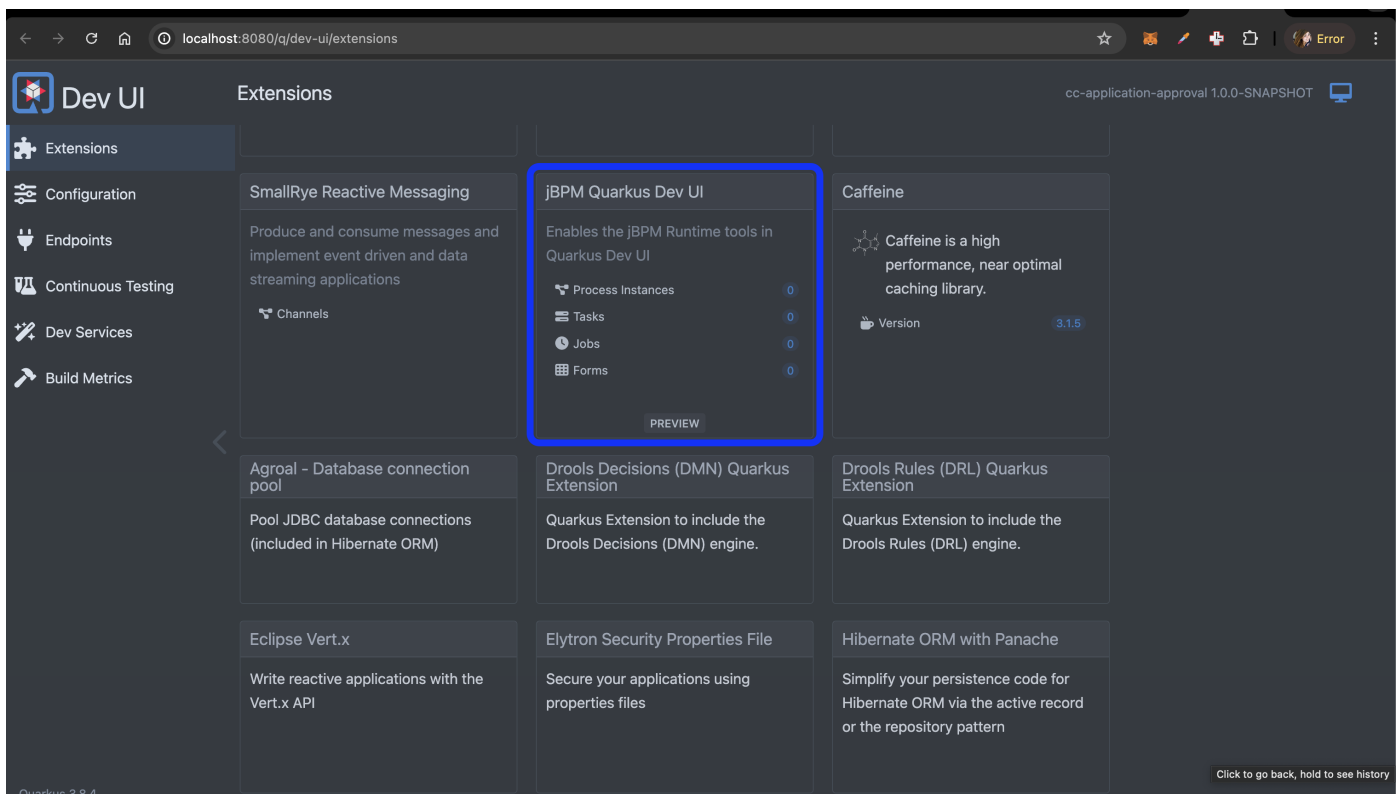 localhost:8080/q/dev-ui/extensions
Error
Dev UI
Extensions
cc-application-approval 1.0.0-SNAPSHOT
Extensions
Configuration
Endpoints
Continuous Testing
Dev Services
Build Metrics
SmallRye Reactive Messaging
Produce and consume messages and
implement event driven and data
streaming applications
Channels
jBPM Quarkus Dev UI
Enables the jBPM Runtime tools in
Quarkus Dev UI
Process Instances 0
Tasks 0
Jobs 0
Forms 0
PREVIEW
Caffeine
Caffeine is a high
performance, near optimal
caching library.
Version 3.1.5
Agroal - Database connection
pool
Pool JDBC database connections
(included in Hibernate ORM)
Drools Decisions (DMN) Quarkus
Extension
Quarkus Extension to include the
Drools Decisions (DMN) engine.
Drools Rules (DRL) Quarkus
Extension
Quarkus Extension to include the
Drools Rules (DRL) engine.
Eclipse Vert.x
Write reactive applications with the
Vert.x API
Elytron Security Properties File
Secure your applications using
properties files
Hibernate ORM with Panache
Simplify your persistence code for
Hibernate ORM via the active record
or the repository pattern
Click to go back, hold to see history
Quarkus 3.8.4